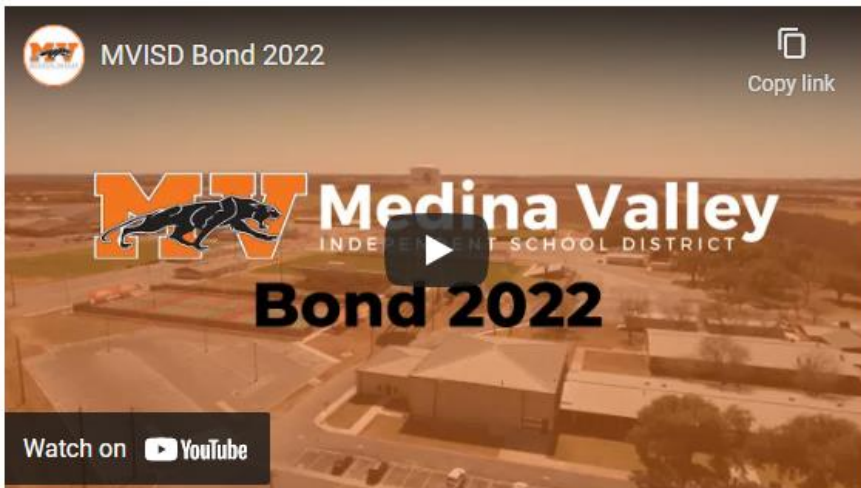 MVISD Bond 2022
Copy link
MV Medina Valley
INDEPENDENT SCHOOL DISTRICT
Bond 2022
Watch on YouTube